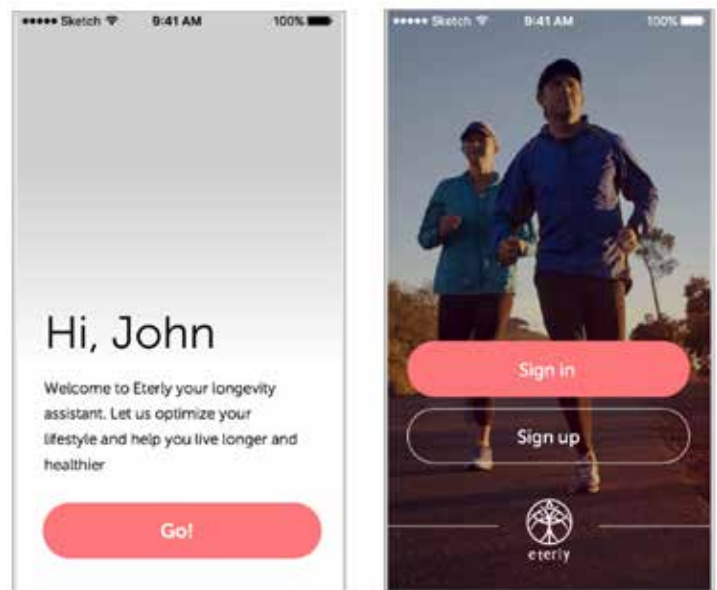 Sketch 9:41 AM 100%
Hi, John
Welcome to Eterly your longevity
assistant. Let us optimize your
lifestyle and help you live longer and
healthier
Go!
Sketch 9:41 AM 100%
Sign in
Sign up
eterly